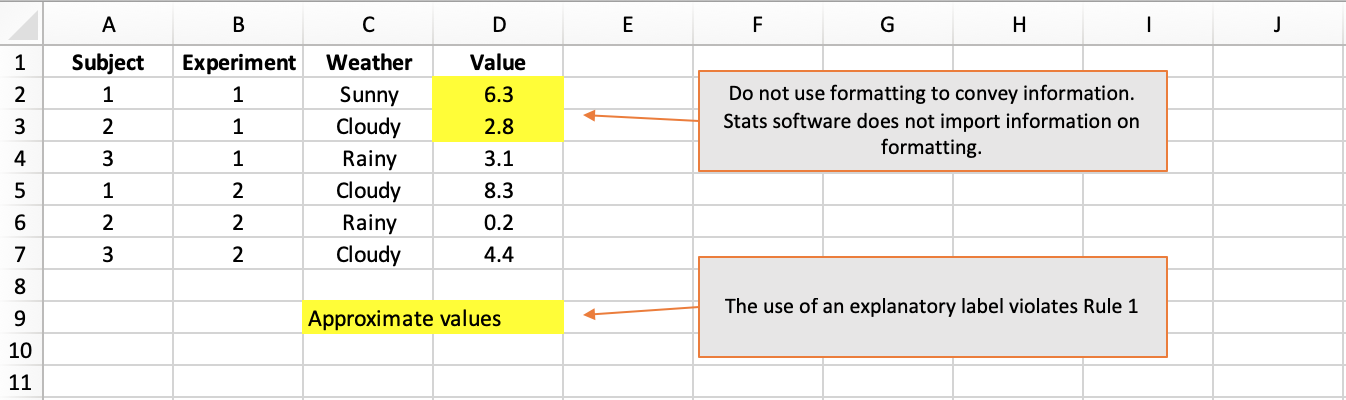 A B C D E F G H I J
1 Subject Experiment Weather Value
2 1 1 Sunny 6.3
3 2 1 Cloudy 2.8
4 3 1 Rainy 3.1
5 1 2 Cloudy 8.3
6 2 2 Rainy 0.2
7 3 2 Cloudy 4.4
8
9 Approximate values
10
11
Do not use formatting to convey information.
Stats software does not import information on
formatting.
The use of an explanatory label violates Rule 1